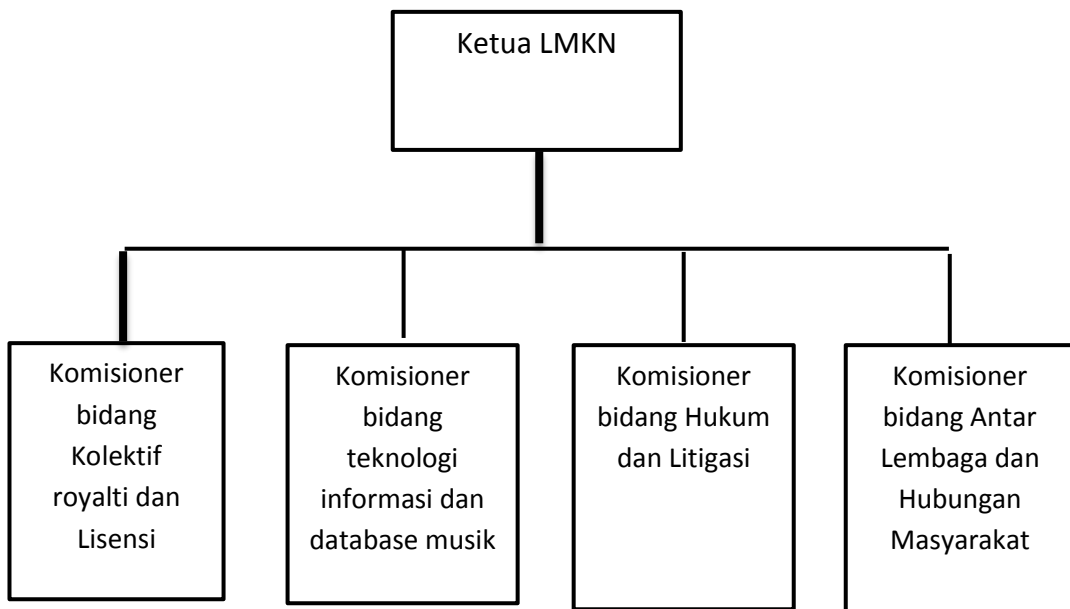 Ketua LMKN
Komisioner
bidang
Kolektif
royalti dan
Lisensi
Komisioner
bidang
teknologi
informasi dan
database musik
Komisioner
bidang Hukum
dan Litigasi
Komisioner
bidang Antar
Lembaga dan
Hubungan
Masyarakat